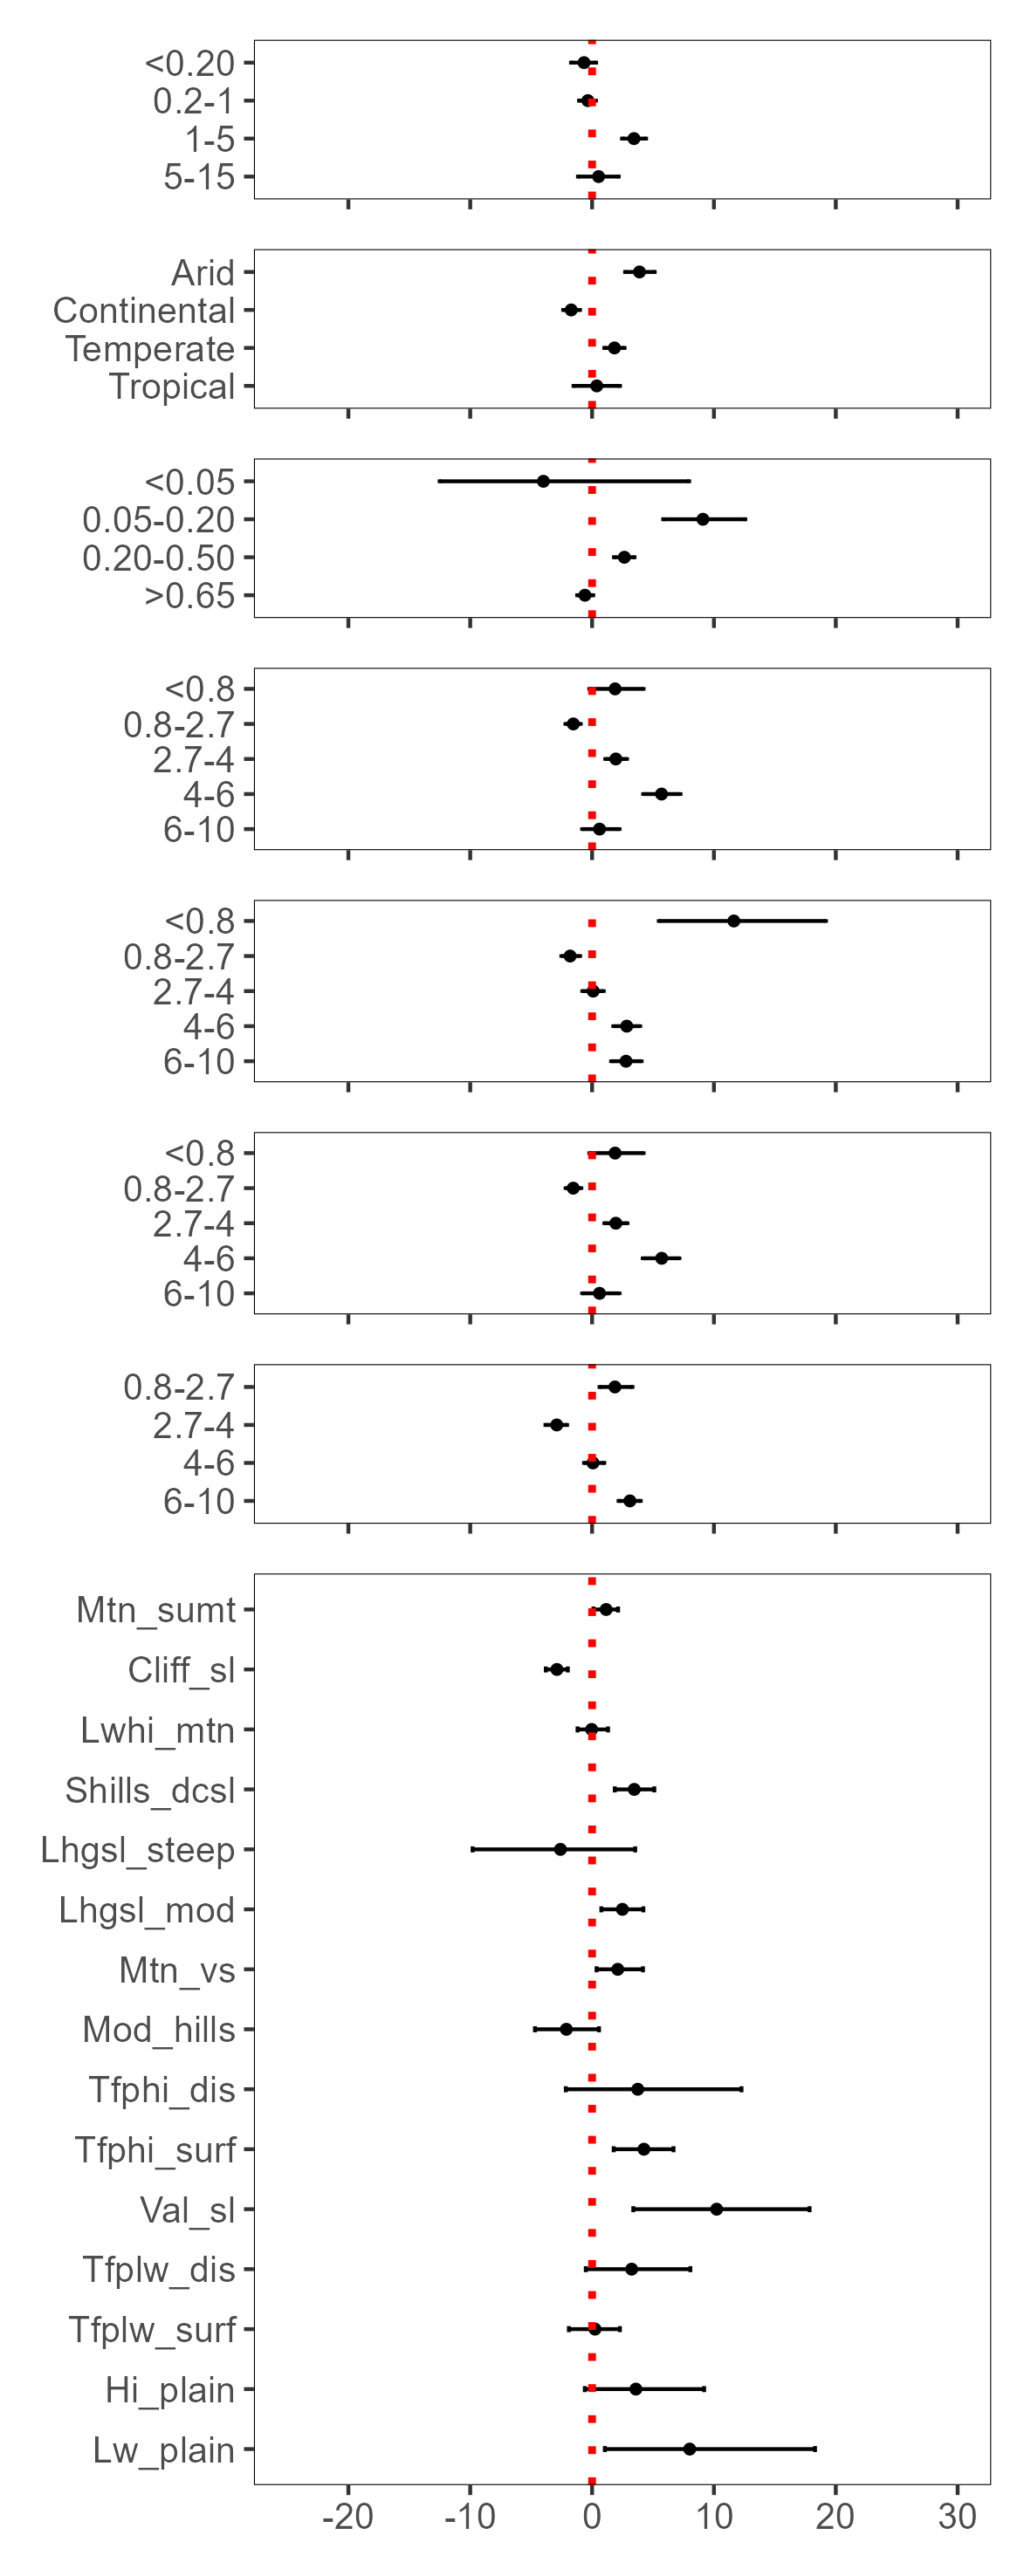 <0.20
0.2-1
1-5
5-15
Arid
Continental
Temperate
Tropical
<0.05
0.05-0.20
0.20-0.50
>0.65
<0.8
0.8-2.7
2.7-4
4-6
6-10
<0.8
0.8-2.7
2.7-4
4-6
6-10
<0.8
0.8-2.7
2.7-4
4-6
6-10
0.8-2.7
2.7-4
4-6
6-10
Mtn_sumt
Cliff_sl
Lwhi_mtn
Shills_dcsl
Lhgsl_steep
Lhgsl_mod
Mtn_vs
Mod_hills
Tfphi_dis
Tfphi_surf
Val_sl
Tfplw_dis
Tfplw_surf
Hi_plain
Lw_plain
-20 -10 0 10 20 30